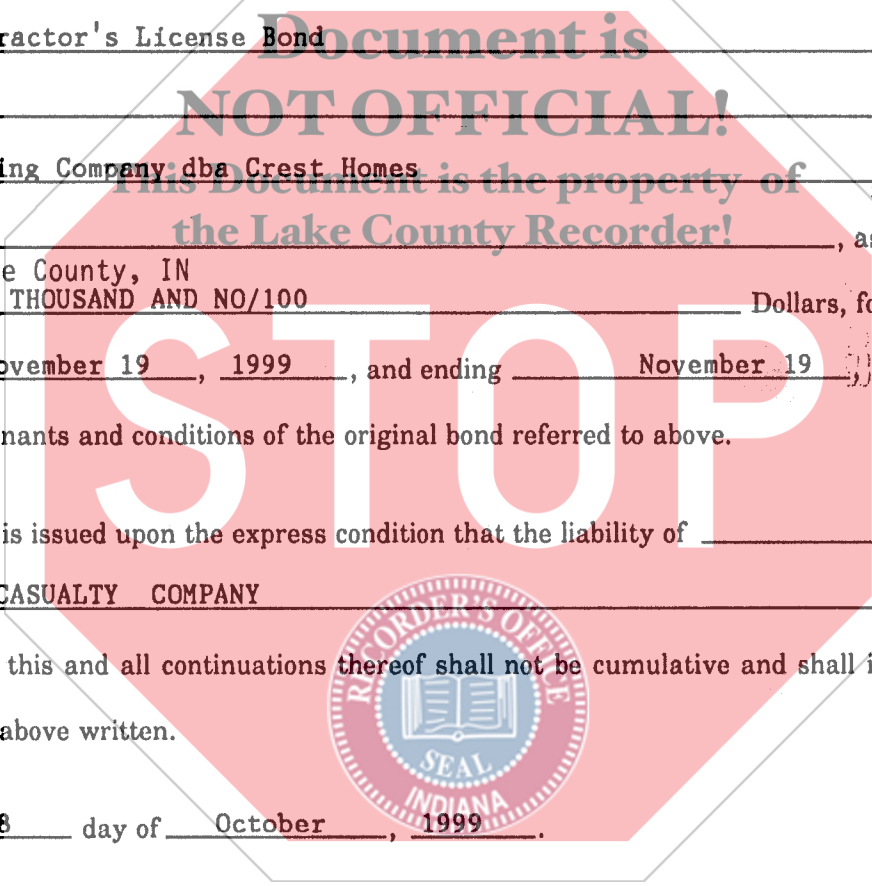 ractor's License Bond
Document is
NOT OFFICIAL!
ing Company dba Crest Homes
This Document is the property of
the Lake County Recorder!
, as
e County, IN
THOUSAND AND NO/100 Dollars, fo
ovember 19, 1999, and ending November 19,
nants and conditions of the original bond referred to above.
STOP
is issued upon the express condition that the liability of
CASUALTY COMPANY
this and all continuations thereof shall not be cumulative and shall i
above written.
RECORDER'S OFFICE
SEAL
INDIANA
8 day of October, 1999.